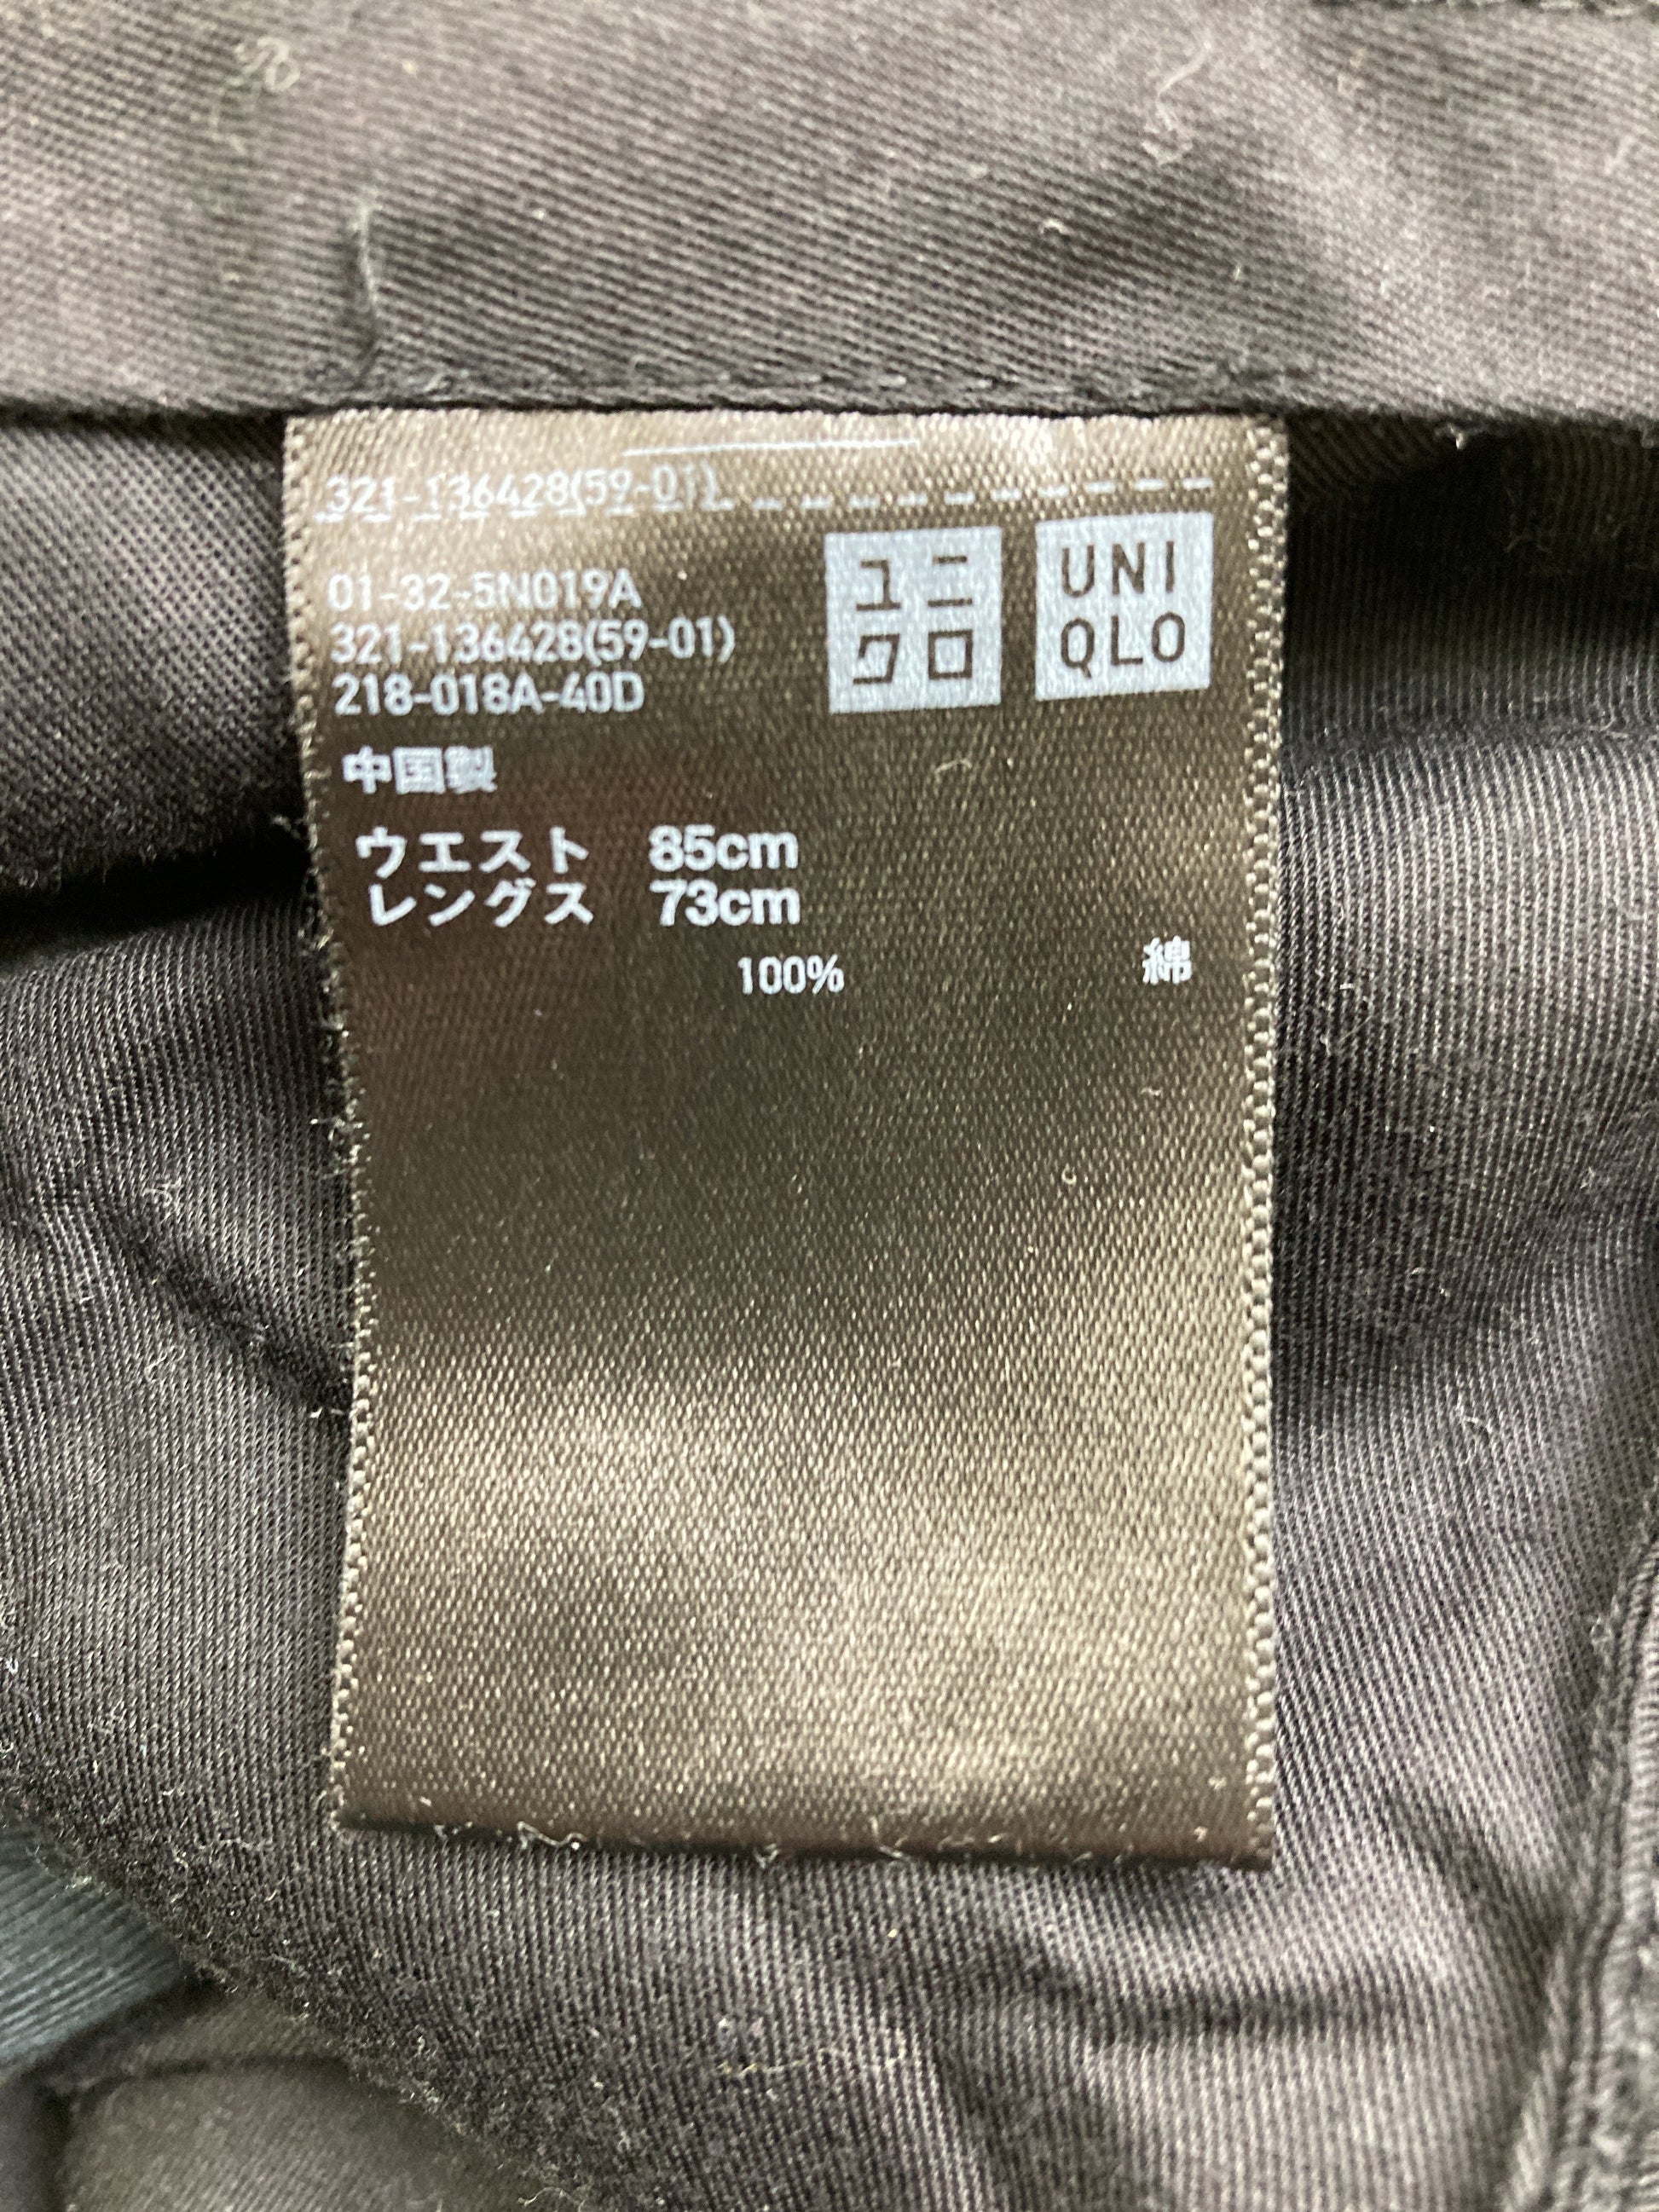 321-136428(59-01)
01-32-5N019A
321-136428(59-01)
218-018A-40D
ユニ
クロ
UNI
QLO
中国製
ウエスト 85cm
レングス 73cm
100% 綿